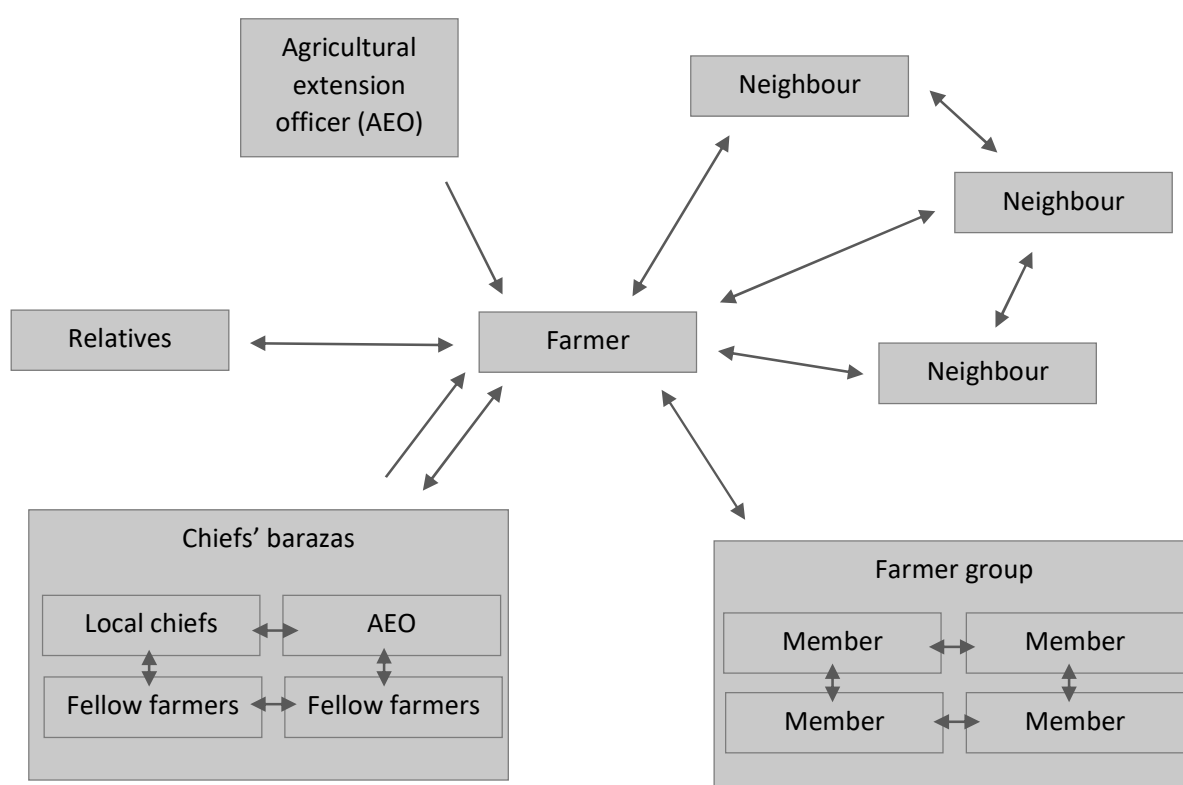 Agricultural
extension
officer (AEO)
Neighbour
Neighbour
Relatives
Farmer
Neighbour
Chiefs’ barazas
Local chiefs
AEO
Fellow farmers
Fellow farmers
Farmer group
Member
Member
Member
Member